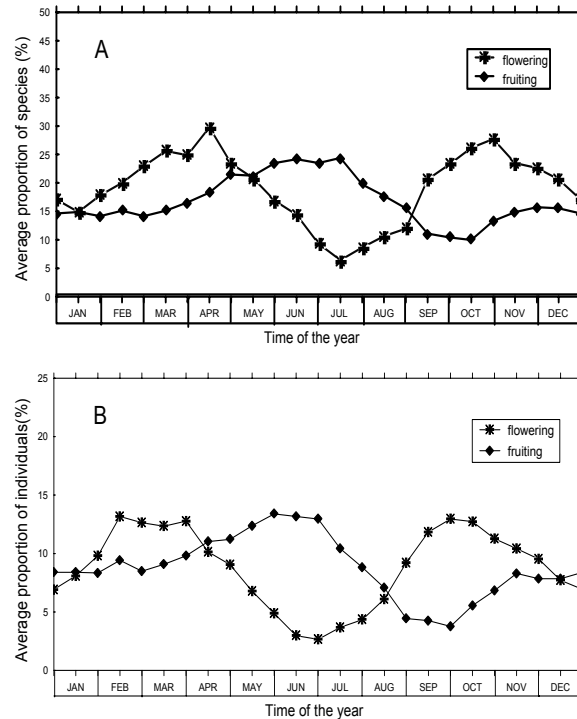 A
Average proportion of species (%)
50
45
40
35
30
25
20
15
10
5
0
flowering
fruiting
JAN FEB MAR APR MAY JUN JUL AUG SEP OCT NOV DEC
Time of the year
B
Average proportion of individuals(%)
25
20
15
10
5
0
flowering
fruiting
JAN FEB MAR APR MAY JUN JUL AUG SEP OCT NOV DEC
Time of the year